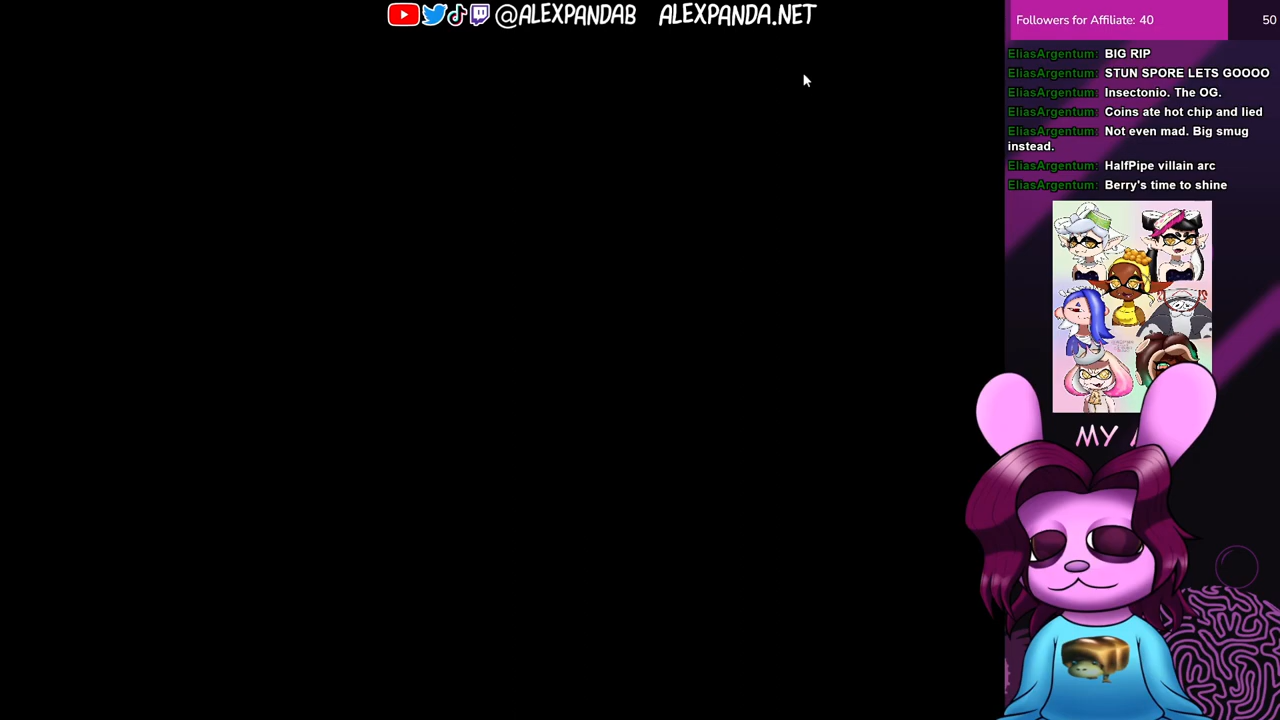 @ALEXPANDAB ALEXPANDA.NET
Followers for Affiliate: 40 50
EliasArgentum: BIG RIP
EliasArgentum: STUN SPORE LETS GOOOO
EliasArgentum: Insectonio. The OG.
EliasArgentum: Coins ate hot chip and lied
EliasArgentum: Not even mad. Big smug
instead.
EliasArgentum: HalfPipe villain arc
EliasArgentum: Berry's time to shine
MY